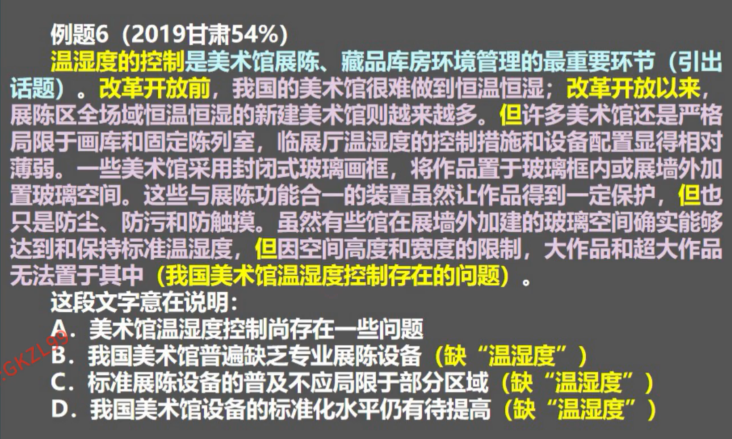 例题6（2019甘肃54%）
温湿度的控制是美术馆展陈、藏品库房环境管理的最重要环节（引出
话题）。改革开放前，我国的美术馆很难做到恒温恒湿；改革开放以来，
展陈区全场域恒温恒湿的新建美术馆则越来越多。但许多美术馆还是严格
局限于画库和固定陈列室，临展厅温湿度的控制措施和设备配置显得相对
薄弱。一些美术馆采用封闭式玻璃画框，将作品置于玻璃框内或展墙外加
置玻璃空间。这些与展陈功能合一的装置虽然让作品得到一定保护，但也
只是防尘、防污和防触摸。虽然有些馆在展墙外加建的玻璃空间确实能够
达到和保持标准温湿度，但因空间高度和宽度的限制，大作品和超大作品
无法置于其中（我国美术馆温湿度控制存在的问题）。
这段文字意在说明：
A．美术馆温湿度控制尚存在一些问题
B．我国美术馆普遍缺乏专业展陈设备（缺“温湿度”）
C．标准展陈设备的普及不应局限于部分区域（缺“温湿度”）
D．我国美术馆设备的标准化水平仍有待提高（缺“温湿度”）